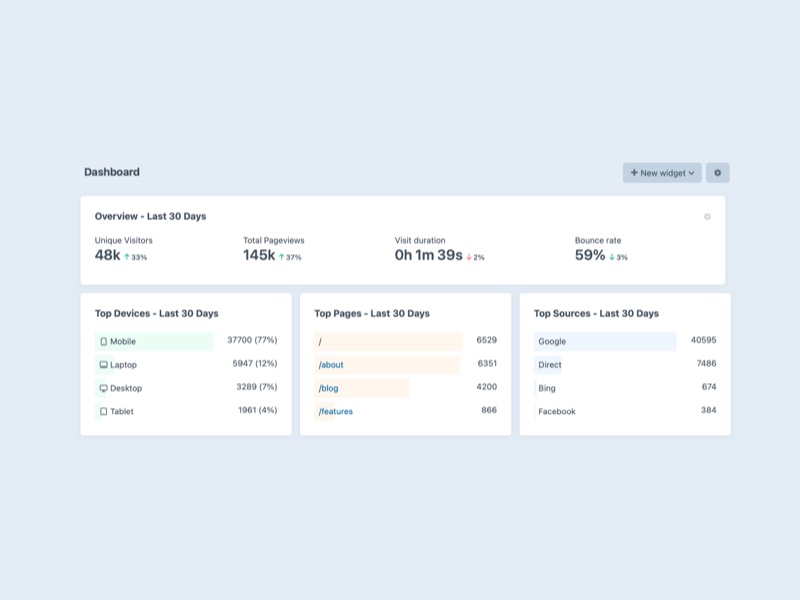 Dashboard
+ New widget
Overview - Last 30 Days
Unique Visitors
48k ↑ 33%
Total Pageviews
145k ↑ 37%
Visit duration
0h 1m 39s ↓ 2%
Bounce rate
59% ↓ 3%
Top Devices - Last 30 Days
Mobile 37700 (77%)
Laptop 5947 (12%)
Desktop 3289 (7%)
Tablet 1961 (4%)
Top Pages - Last 30 Days
/ 6529
/about 6351
/blog 4200
/features 866
Top Sources - Last 30 Days
Google 40595
Direct 7486
Bing 674
Facebook 384